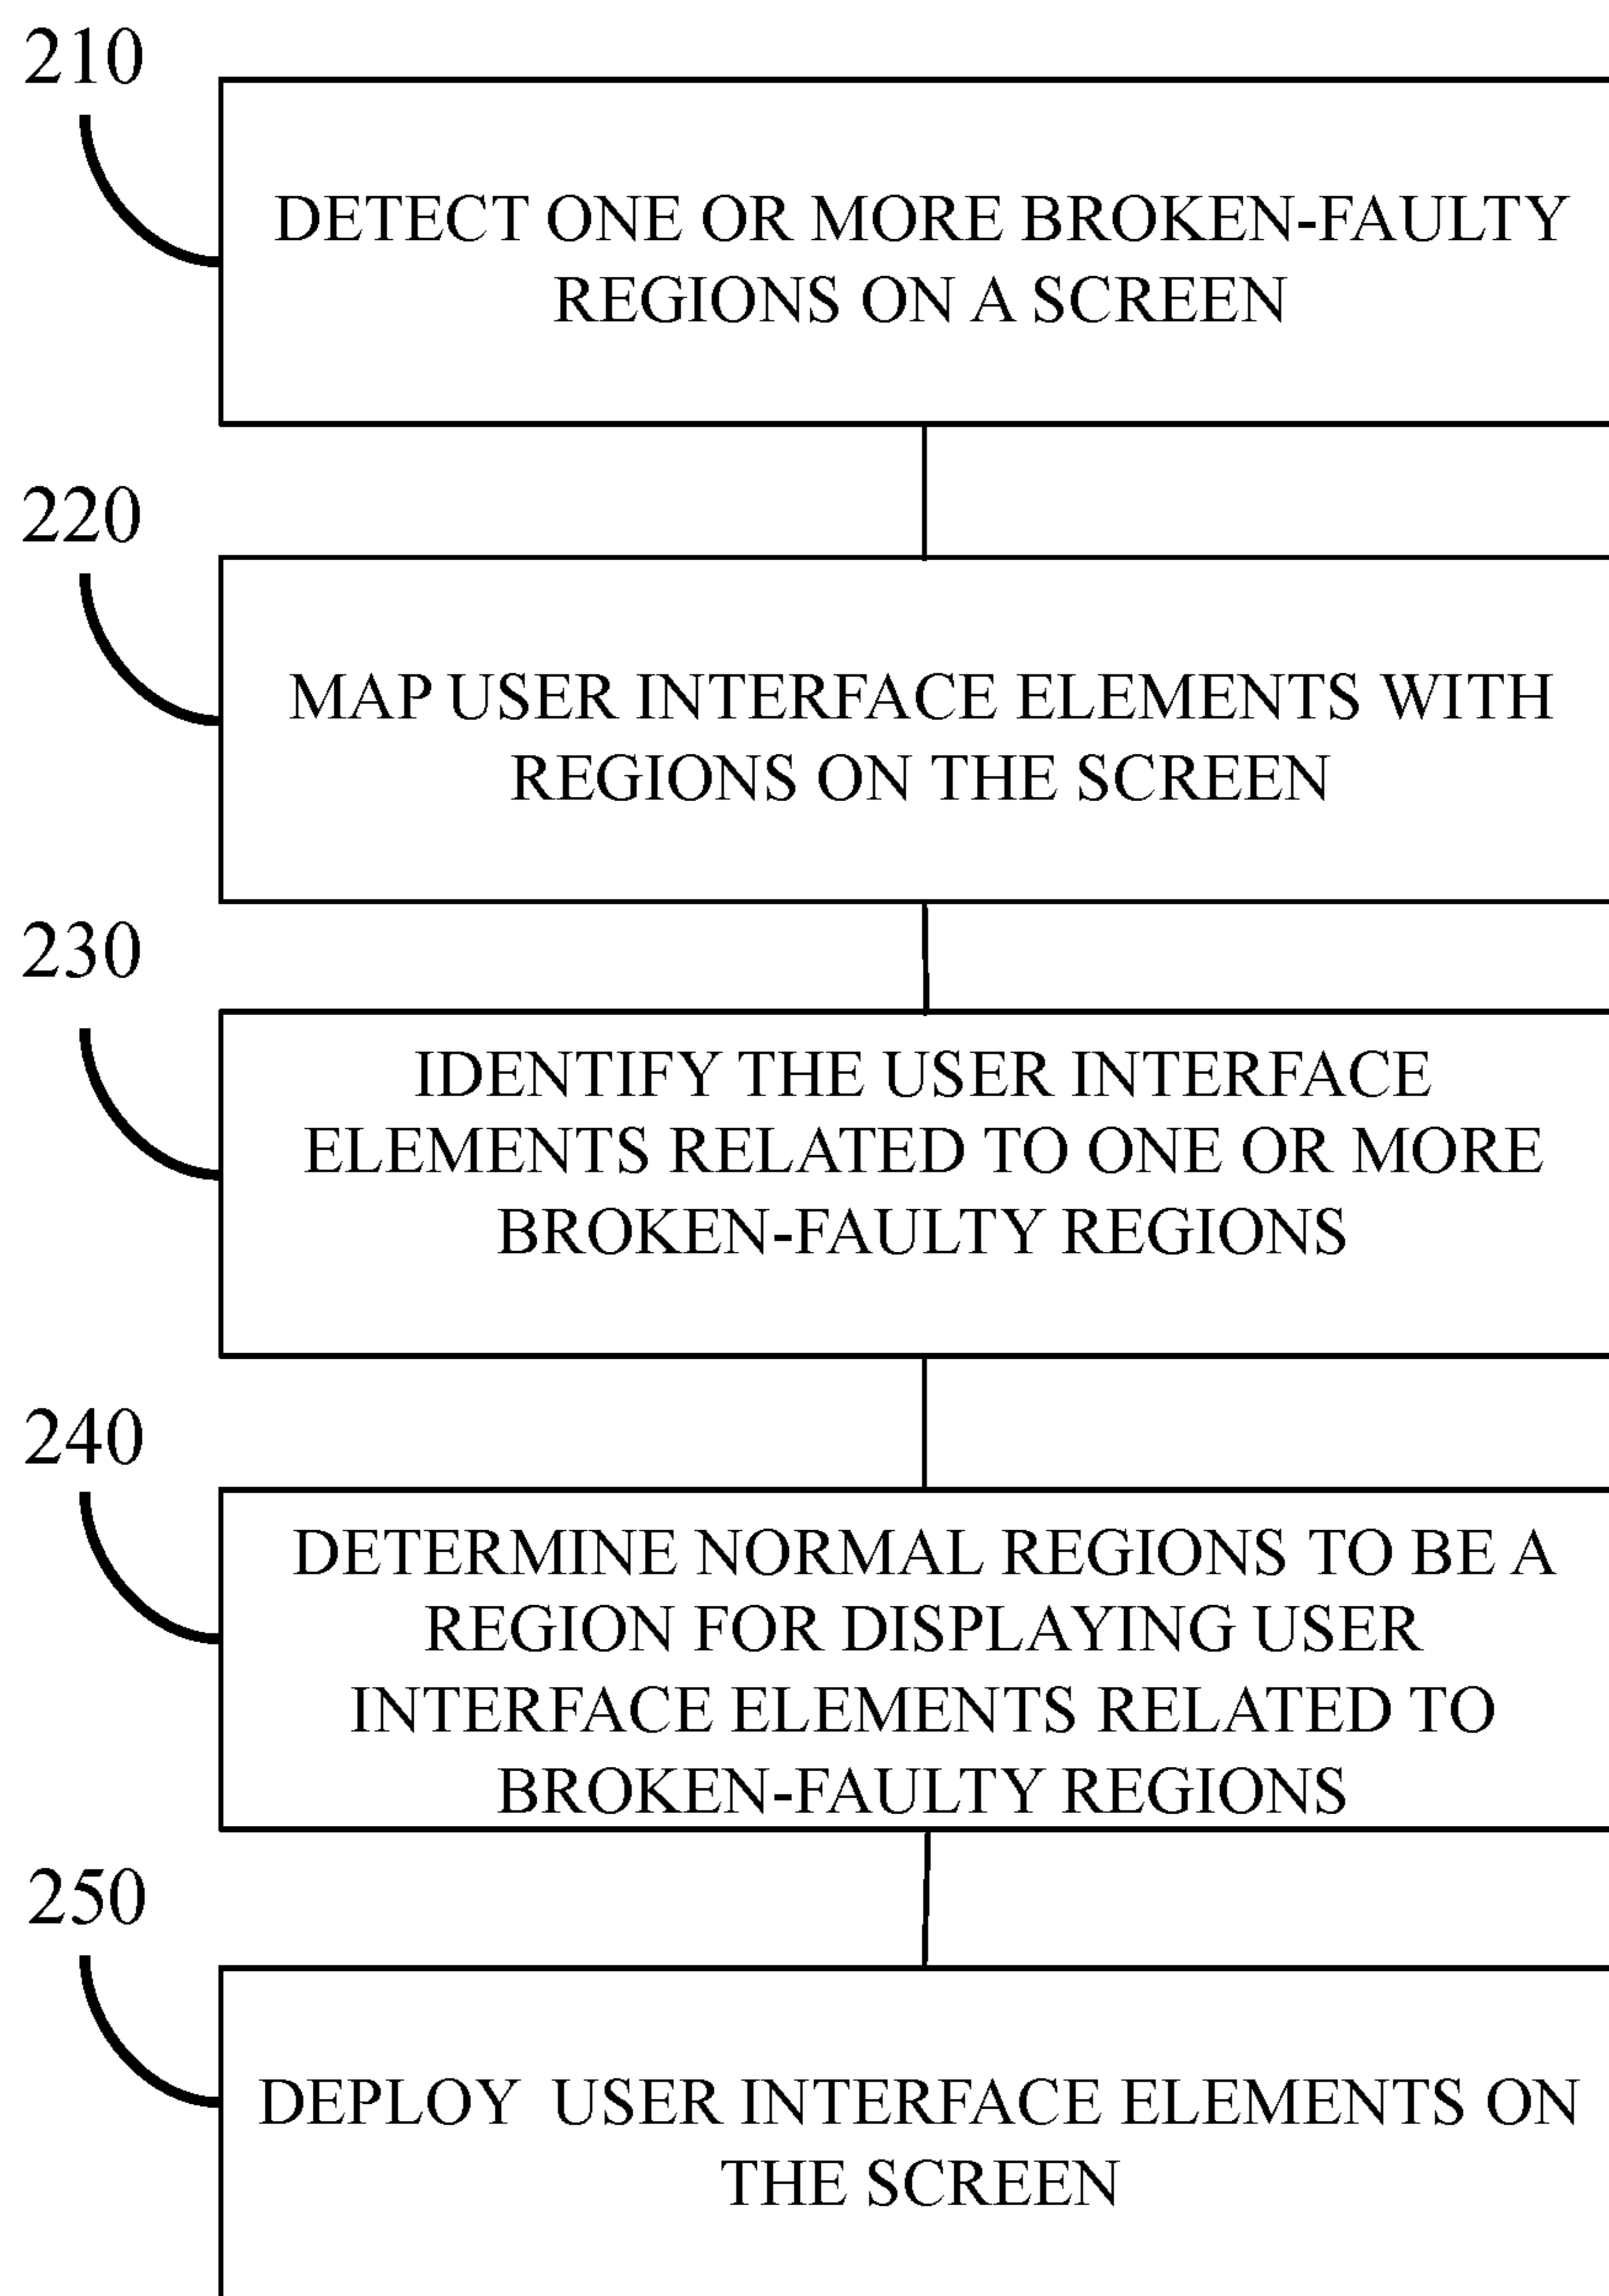 210
DETECT ONE OR MORE BROKEN-FAULTY
REGIONS ON A SCREEN
220
MAP USER INTERFACE ELEMENTS WITH
REGIONS ON THE SCREEN
230
IDENTIFY THE USER INTERFACE
ELEMENTS RELATED TO ONE OR MORE
BROKEN-FAULTY REGIONS
240
DETERMINE NORMAL REGIONS TO BE A
REGION FOR DISPLAYING USER
INTERFACE ELEMENTS RELATED TO
BROKEN-FAULTY REGIONS
250
DEPLOY USER INTERFACE ELEMENTS ON
THE SCREEN